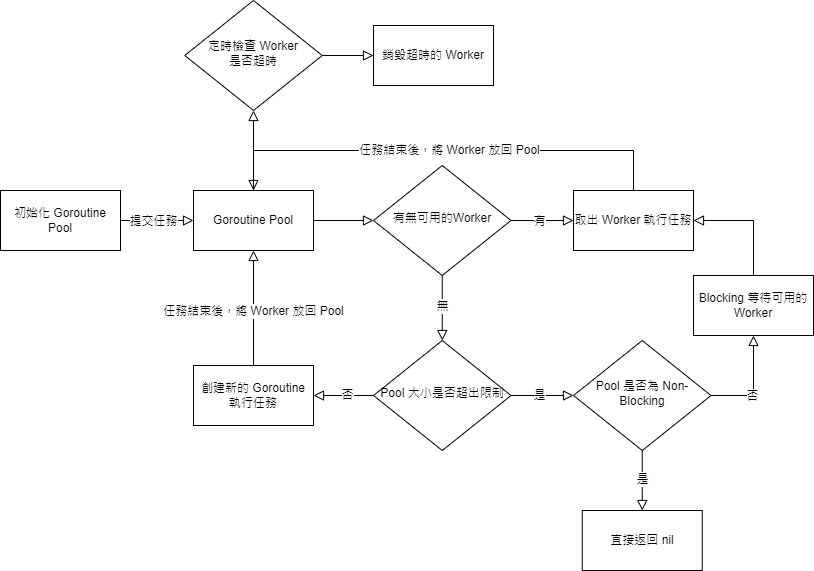 定時檢查 Worker
是否超時
銷毀超時的 Worker
任務結束後，將 Worker 放回 Pool
初始化 Goroutine
Pool
提交任務
Goroutine Pool
有無可用的Worker
有
取出 Worker 執行任務
Blocking 等待可用的
Worker
無
任務結束後，將 Worker 放回 Pool
創建新的 Goroutine
執行任務
否
Pool 大小是否超出限制
是
Pool 是否為 Non-
Blocking
否
是
直接返回 nil